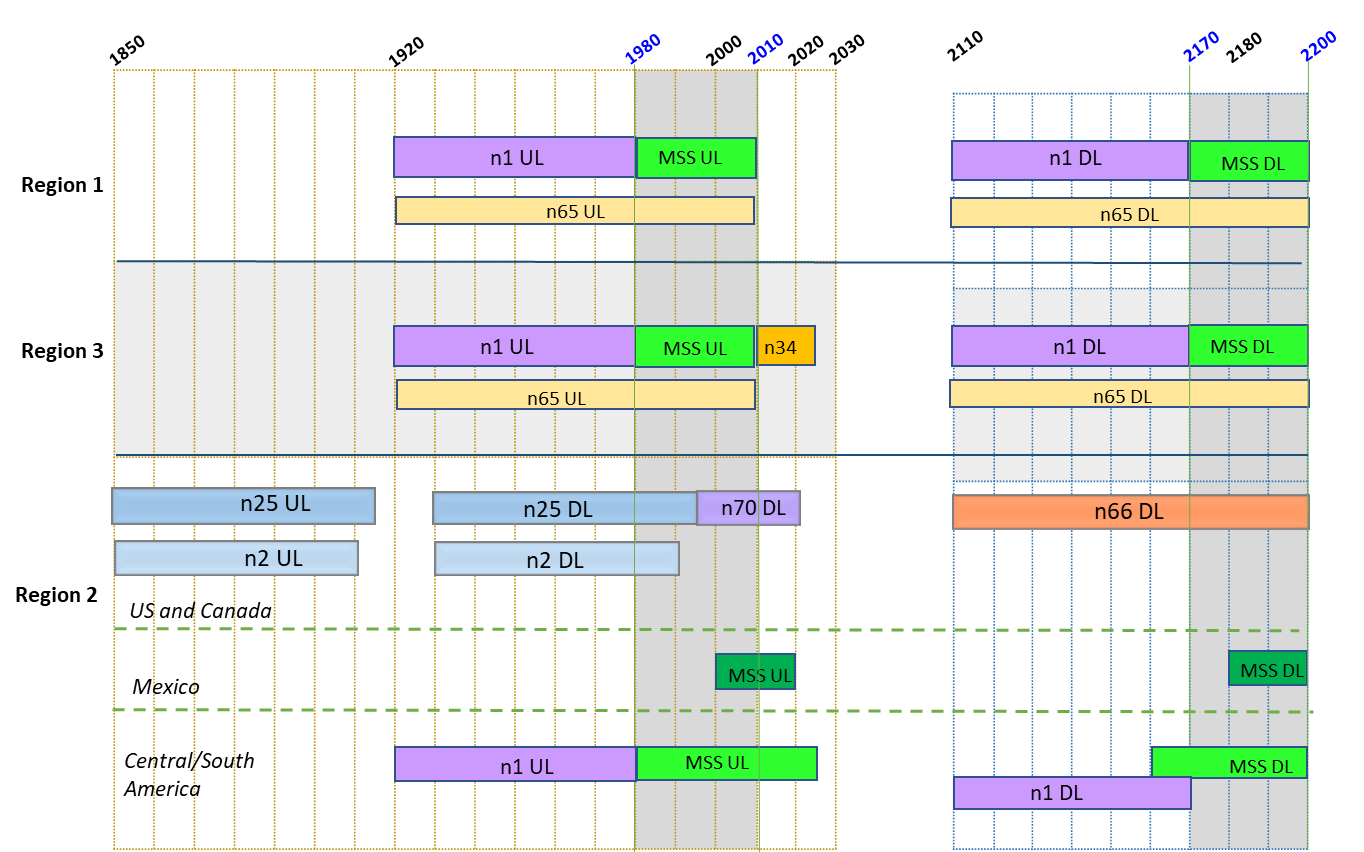 1850
1920
1980
2000
2010
2020
2030
2110
2170
2180
2200
Region 1
n1 UL
MSS UL
n1 DL
MSS DL
n65 UL
n65 DL
Region 3
n1 UL
MSS UL
n34
n1 DL
MSS DL
n65 UL
n65 DL
Region 2
n25 UL
n25 DL
n70 DL
n66 DL
n2 UL
n2 DL
US and Canada
Mexico
MSS UL
MSS DL
Central/South
America
n1 UL
MSS UL
MSS DL
n1 DL